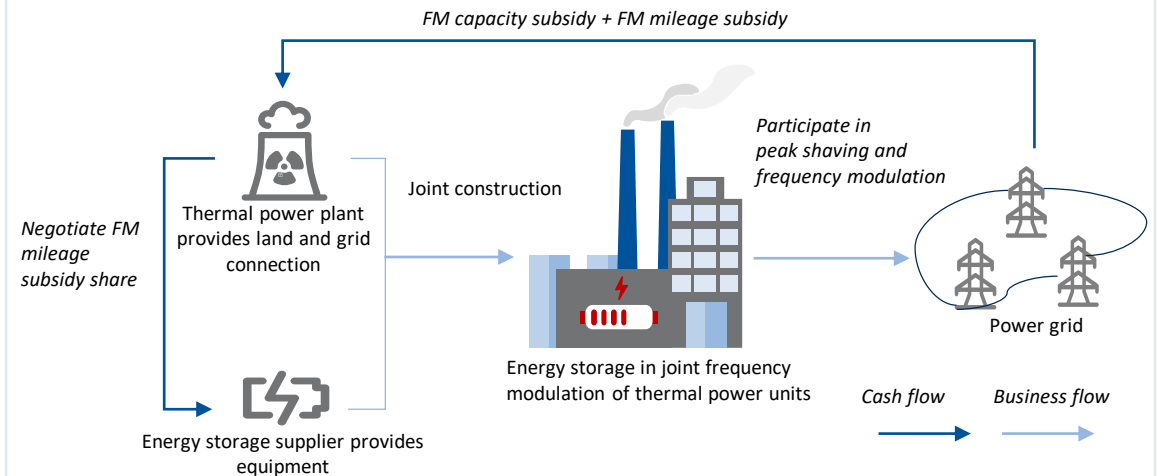 FM capacity subsidy + FM mileage subsidy
Participate in
peak shaving and
frequency modulation
Joint construction
Thermal power plant
provides land and grid
connection
Negotiate FM
mileage
subsidy share
Power grid
Energy storage in joint frequency
modulation of thermal power units
Cash flow
Business flow
Energy storage supplier provides
equipment